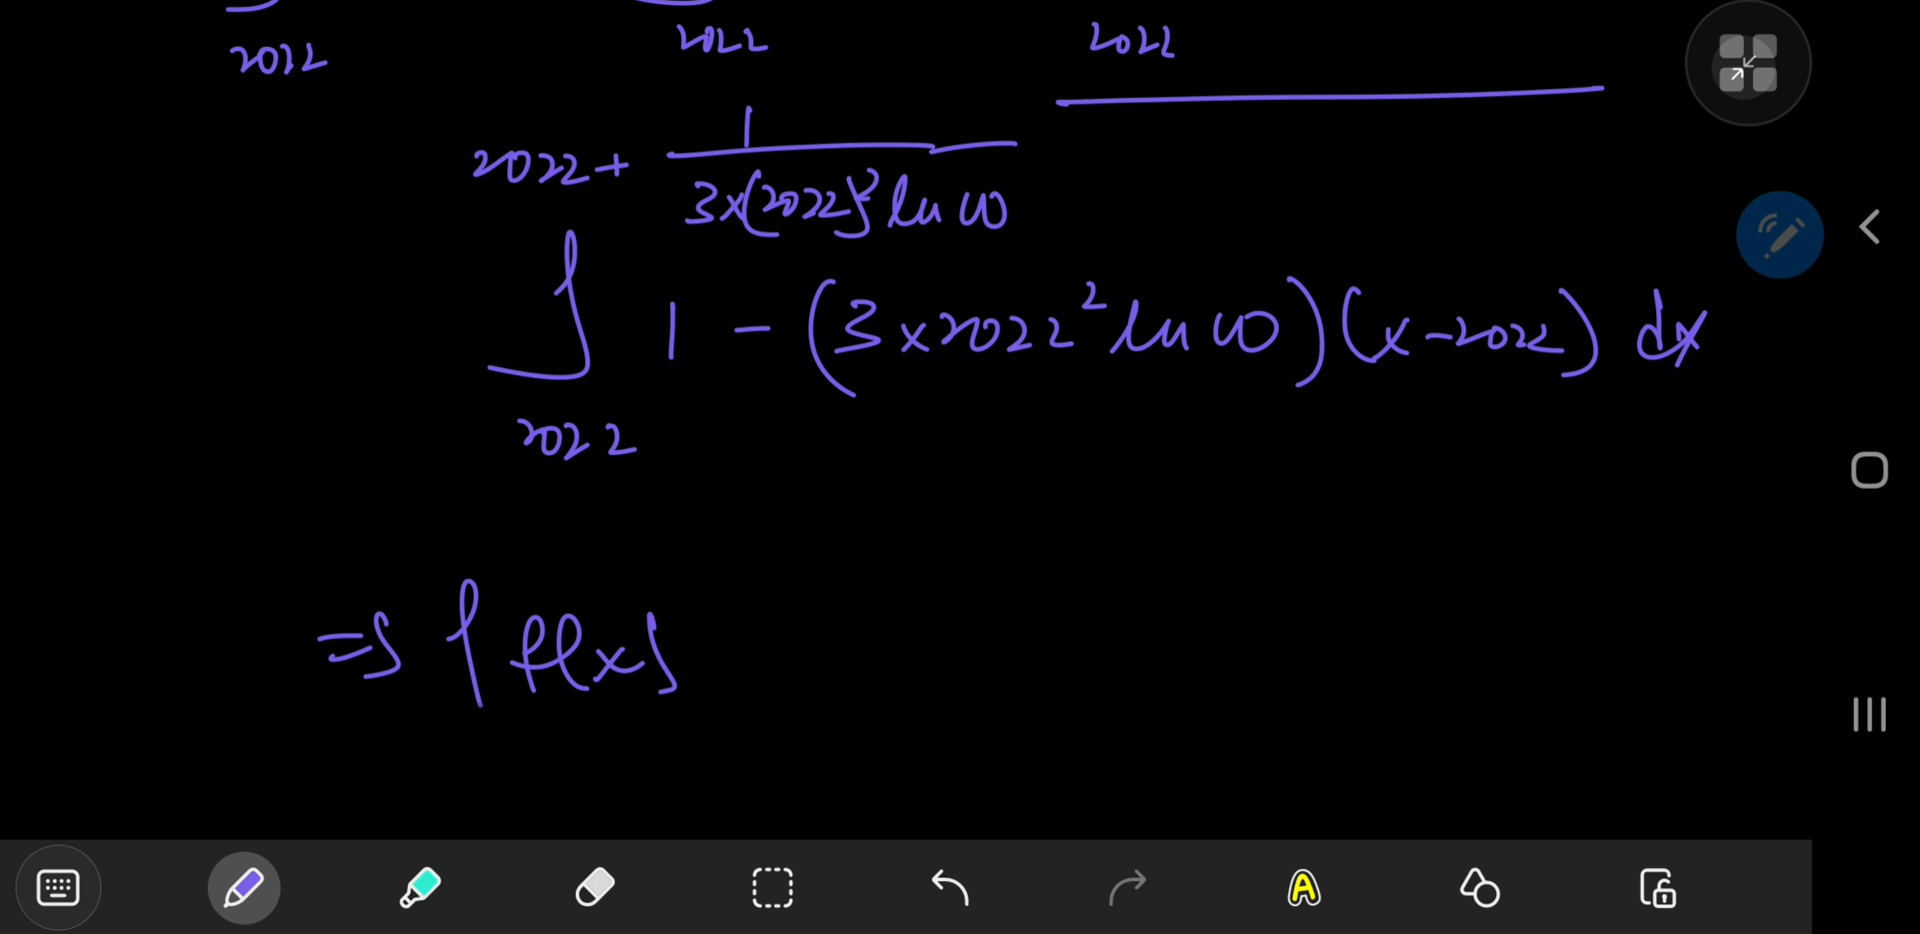 2022 2022 2022
2022 + 1 / 3×(2022)² ln 10
∫ 1 - (3×2022² ln 10)(x-2022) dx
2022
=> f(x)
A